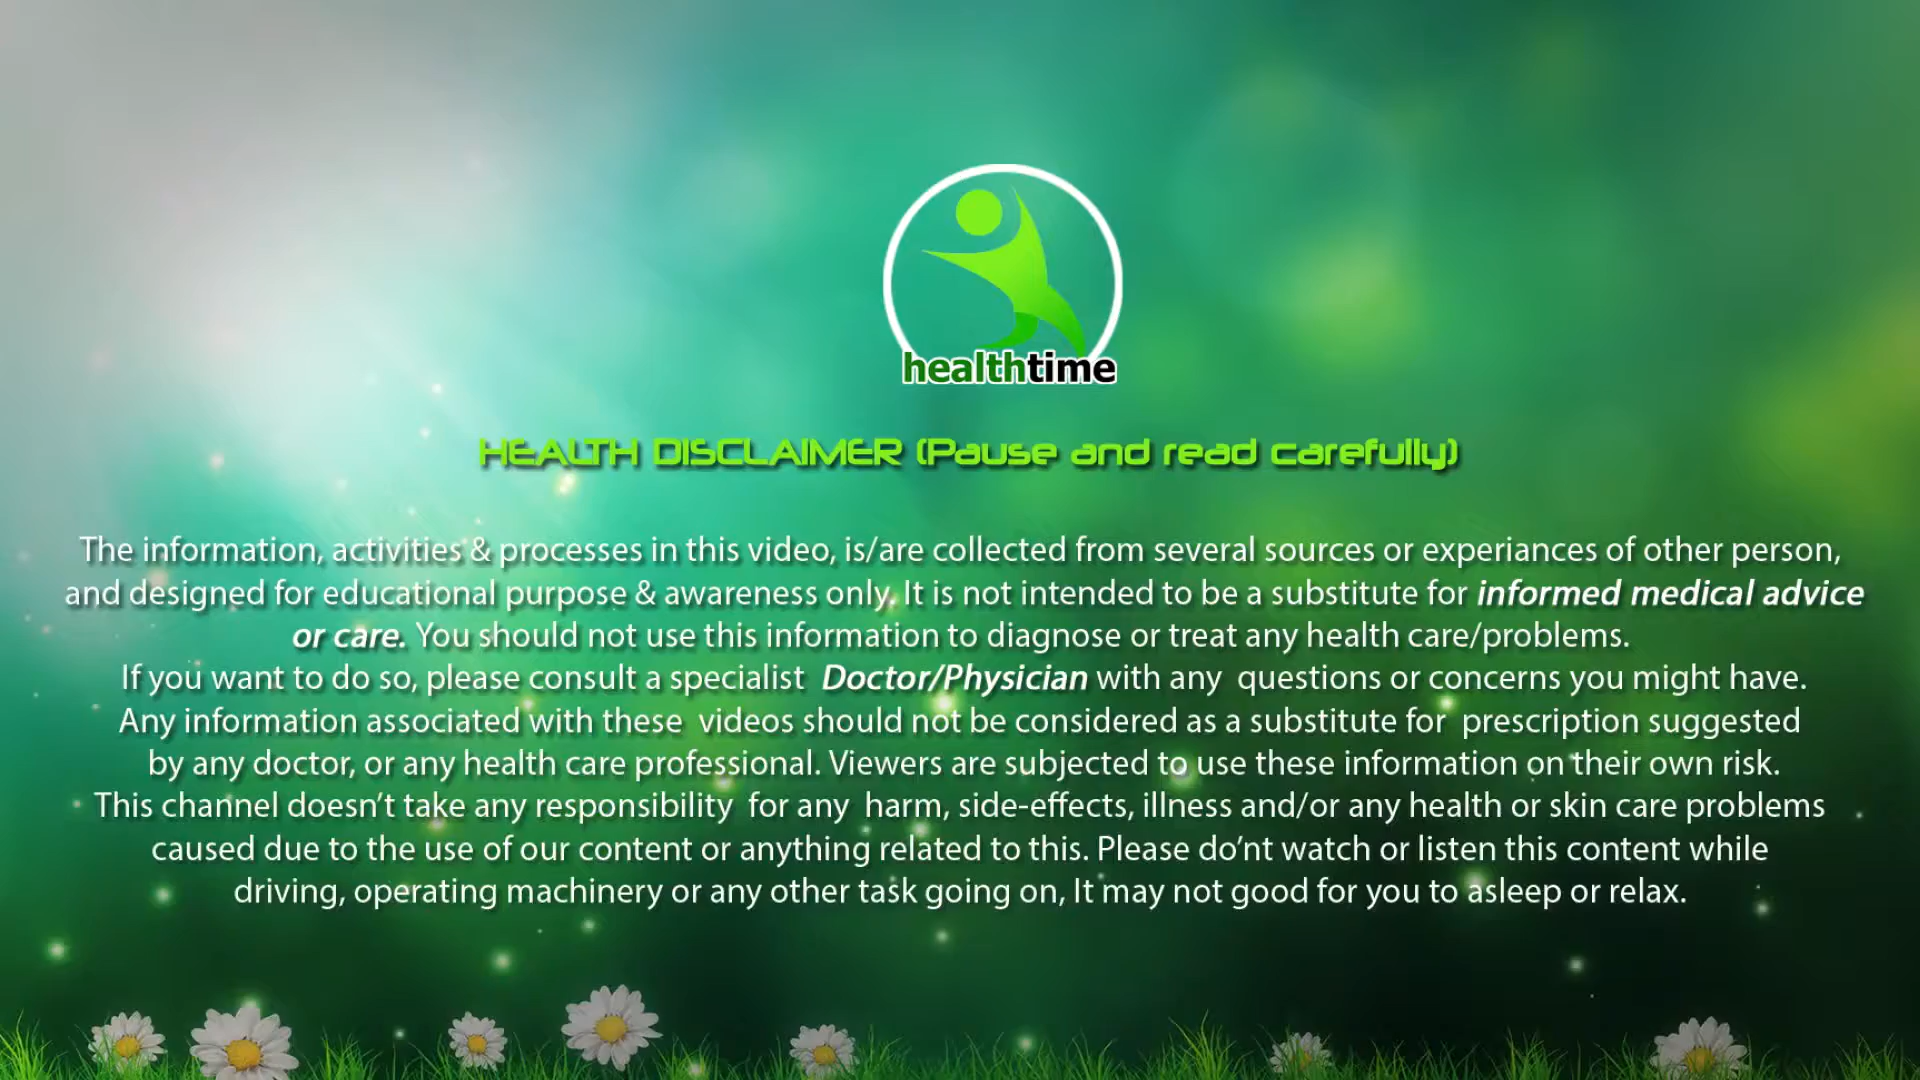 healthtime
HEALTH DISCLAIMER (Pause and read carefully)
The information, activities & processes in this video, is/are collected from several sources or experiances of other person,
and designed for educational purpose & awareness only. It is not intended to be a substitute for informed medical advice
or care. You should not use this information to diagnose or treat any health care/problems.
If you want to do so, please consult a specialist Doctor/Physician with any questions or concerns you might have.
Any information associated with these videos should not be considered as a substitute for prescription suggested
by any doctor, or any health care professional. Viewers are subjected to use these information on their own risk.
This channel doesn’t take any responsibility for any harm, side-effects, illness and/or any health or skin care problems
caused due to the use of our content or anything related to this. Please do’nt watch or listen this content while
driving, operating machinery or any other task going on, It may not good for you to asleep or relax.